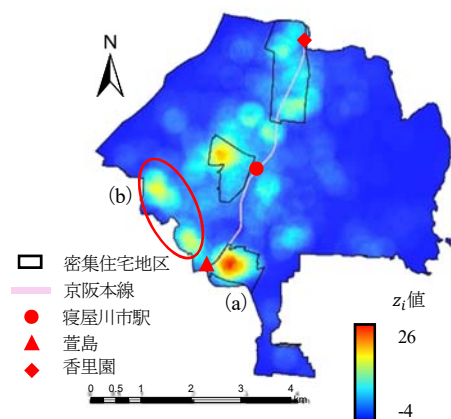 N
(b)
(a)
密集住宅地区
京阪本線
寝屋川市駅
萱島
香里園
z_i値
26
-4
0 0.5 1 2 3 4
km